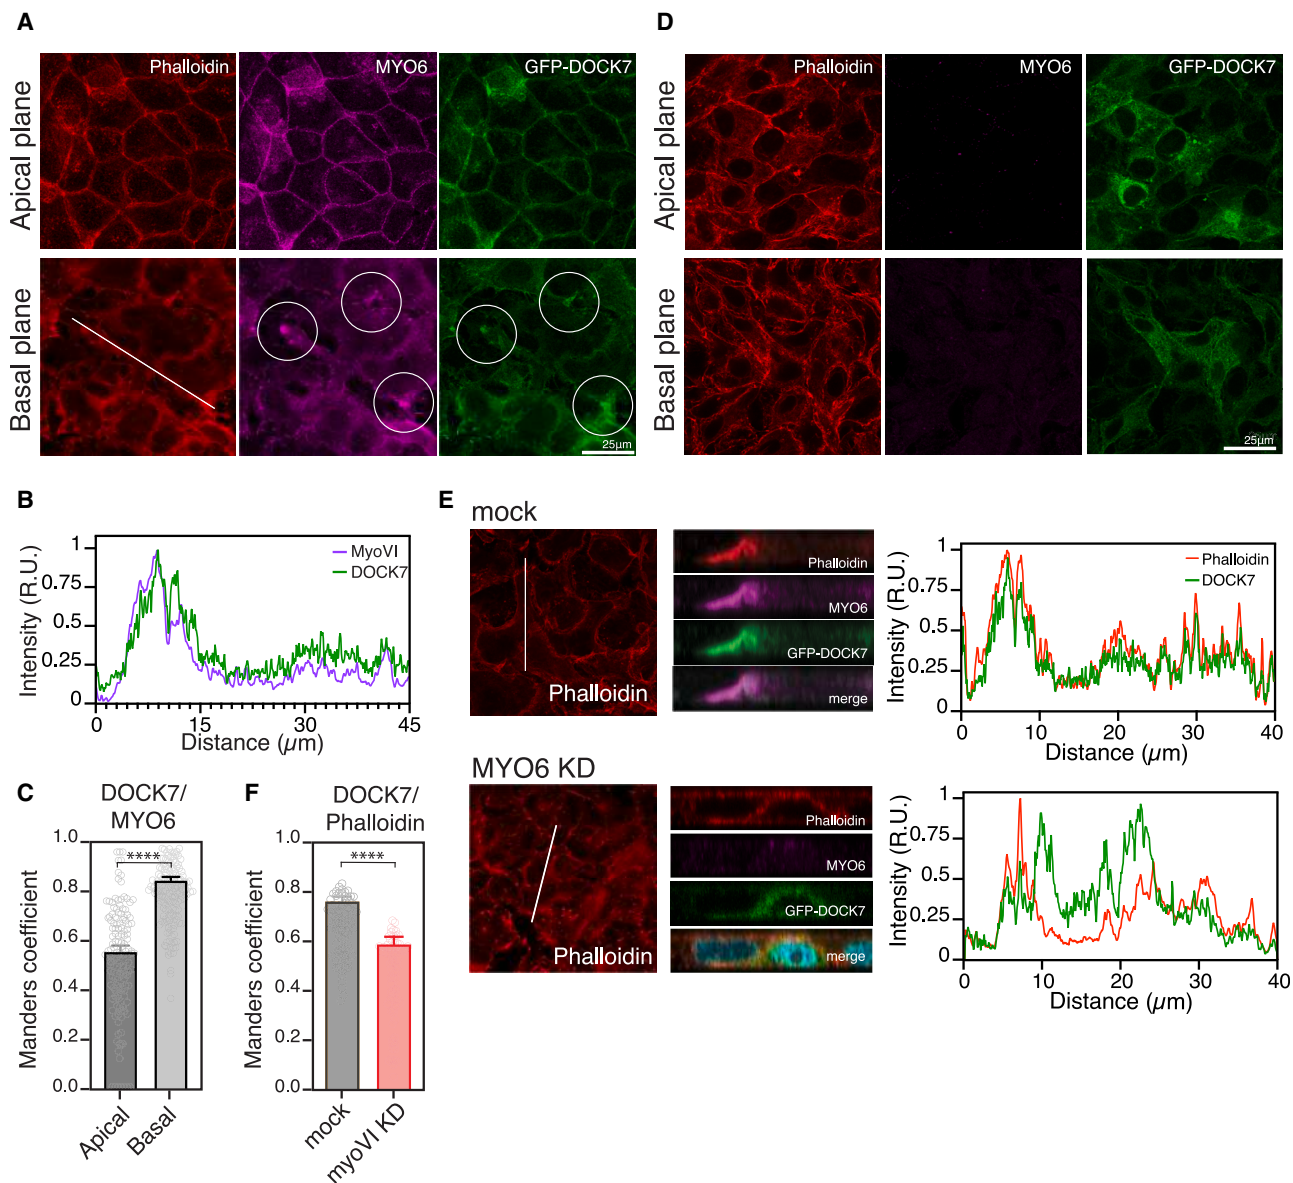 A
Phalloidin MYO6 GFP-DOCK7
Apical plane
Basal plane
25µm
D
Phalloidin MYO6 GFP-DOCK7
Apical plane
Basal plane
25µm
B
Intensity (R.U.)
1
0.75
0.25
0
MyoVI
DOCK7
0 15 30 45
Distance (µm)
C
DOCK7/
MYO6
Manders coefficient
1.0
0.8
0.6
0.4
0.2
0.0
****
Apical Basal
F
DOCK7/
Phalloidin
Manders coefficient
1.0
0.8
0.6
0.4
0.2
0.0
****
mock myoVI KD
E
mock
Phalloidin
Phalloidin
MYO6
GFP-DOCK7
merge
Intensity (R.U.)
1
0.75
0.25
0
Phalloidin
DOCK7
0 10 20 30 40
Distance (µm)
MYO6 KD
Phalloidin
Phalloidin
MYO6
GFP-DOCK7
merge
Intensity (R.U.)
1
0.75
0.25
0
0 10 20 30 40
Distance (µm)